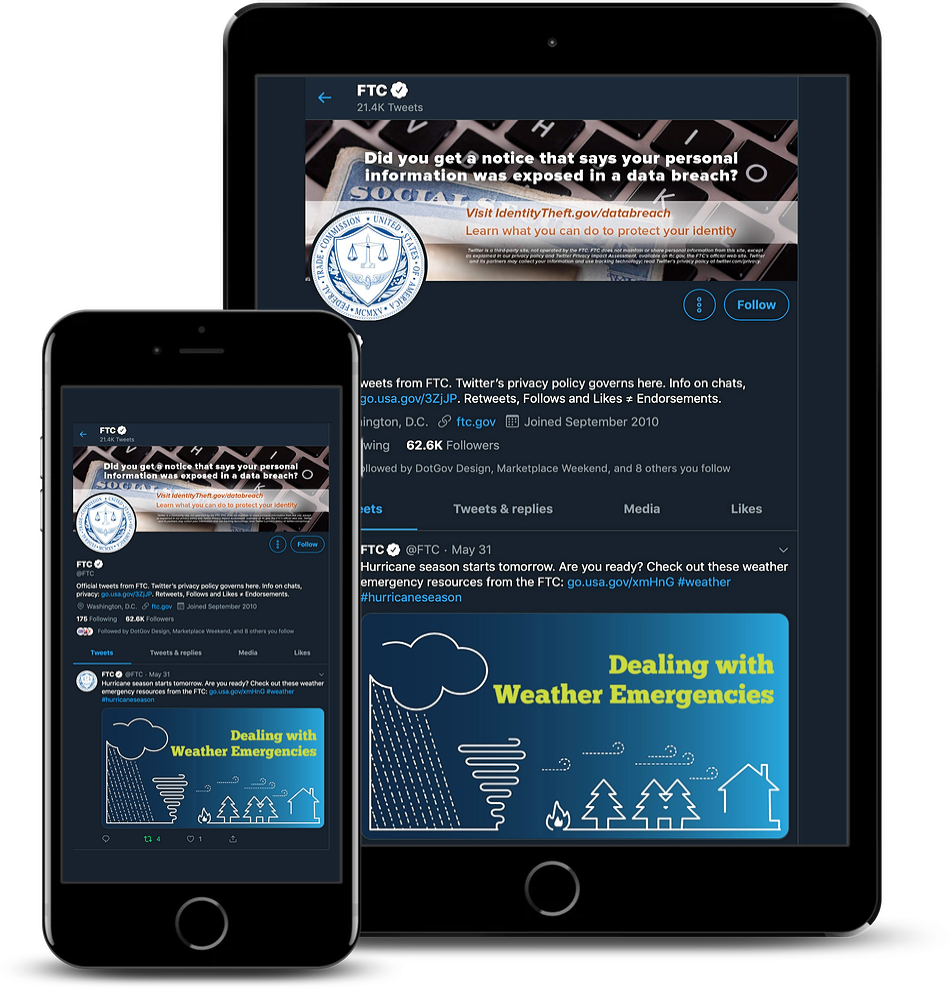 FTC
21.4K Tweets
Did you get a notice that says your personal
information was exposed in a data breach?
SOCIAL
Visit IdentityTheft.gov/databreach
Learn what you can do to protect your identity
Twitter is a third-party site, not operated by the FTC. FTC does not maintain or share personal information from this site, except
as explained in our privacy policy and Twitter Privacy Impact Assessment, available on ftc.gov, the FTC's official web site. Twitter
and its partners may collect your information and use tracking technology; read Twitter's privacy policy at twitter.com/privacy.
FEDERAL TRADE COMMISSION • UNITED STATES OF AMERICA
MCMXV
Follow
weets from FTC. Twitter’s privacy policy governs here. Info on chats,
go.usa.gov/3ZjJP. Retweets, Follows and Likes ≠ Endorsements.
ington, D.C. ftc.gov Joined September 2010
wing 62.6K Followers
ollowed by DotGov Design, Marketplace Weekend, and 8 others you follow
eets Tweets & replies Media Likes
FTC @FTC · May 31
Hurricane season starts tomorrow. Are you ready? Check out these weather
emergency resources from the FTC: go.usa.gov/xmHnG #weather
#hurricaneseason
Dealing with
Weather Emergencies
FTC
21.4K Tweets
Did you get a notice that says your personal
information was exposed in a data breach?
Visit IdentityTheft.gov/databreach
Learn what you can do to protect your identity
Follow
FTC
@FTC
Official tweets from FTC. Twitter’s privacy policy governs here. Info on chats,
privacy: go.usa.gov/3ZjJP. Retweets, Follows and Likes ≠ Endorsements.
Washington, D.C. ftc.gov Joined September 2010
175 Following 62.6K Followers
Followed by DotGov Design, Marketplace Weekend, and 8 others you follow
Tweets Tweets & replies Media Likes
FTC @FTC · May 31
Hurricane season starts tomorrow. Are you ready? Check out these weather
emergency resources from the FTC: go.usa.gov/xmHnG #weather
#hurricaneseason
Dealing with
Weather Emergencies
4 1